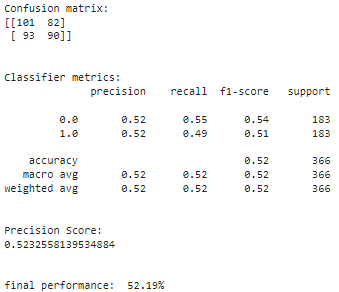 Confusion matrix:
[[101  82]
 [ 93  90]]
Classifier metrics:
              precision    recall  f1-score   support
         0.0       0.52      0.55      0.54       183
         1.0       0.52      0.49      0.51       183
    accuracy                           0.52       366
   macro avg       0.52      0.52      0.52       366
weighted avg       0.52      0.52      0.52       366
Precision Score:
0.5232558139534884
final performance:  52.19%